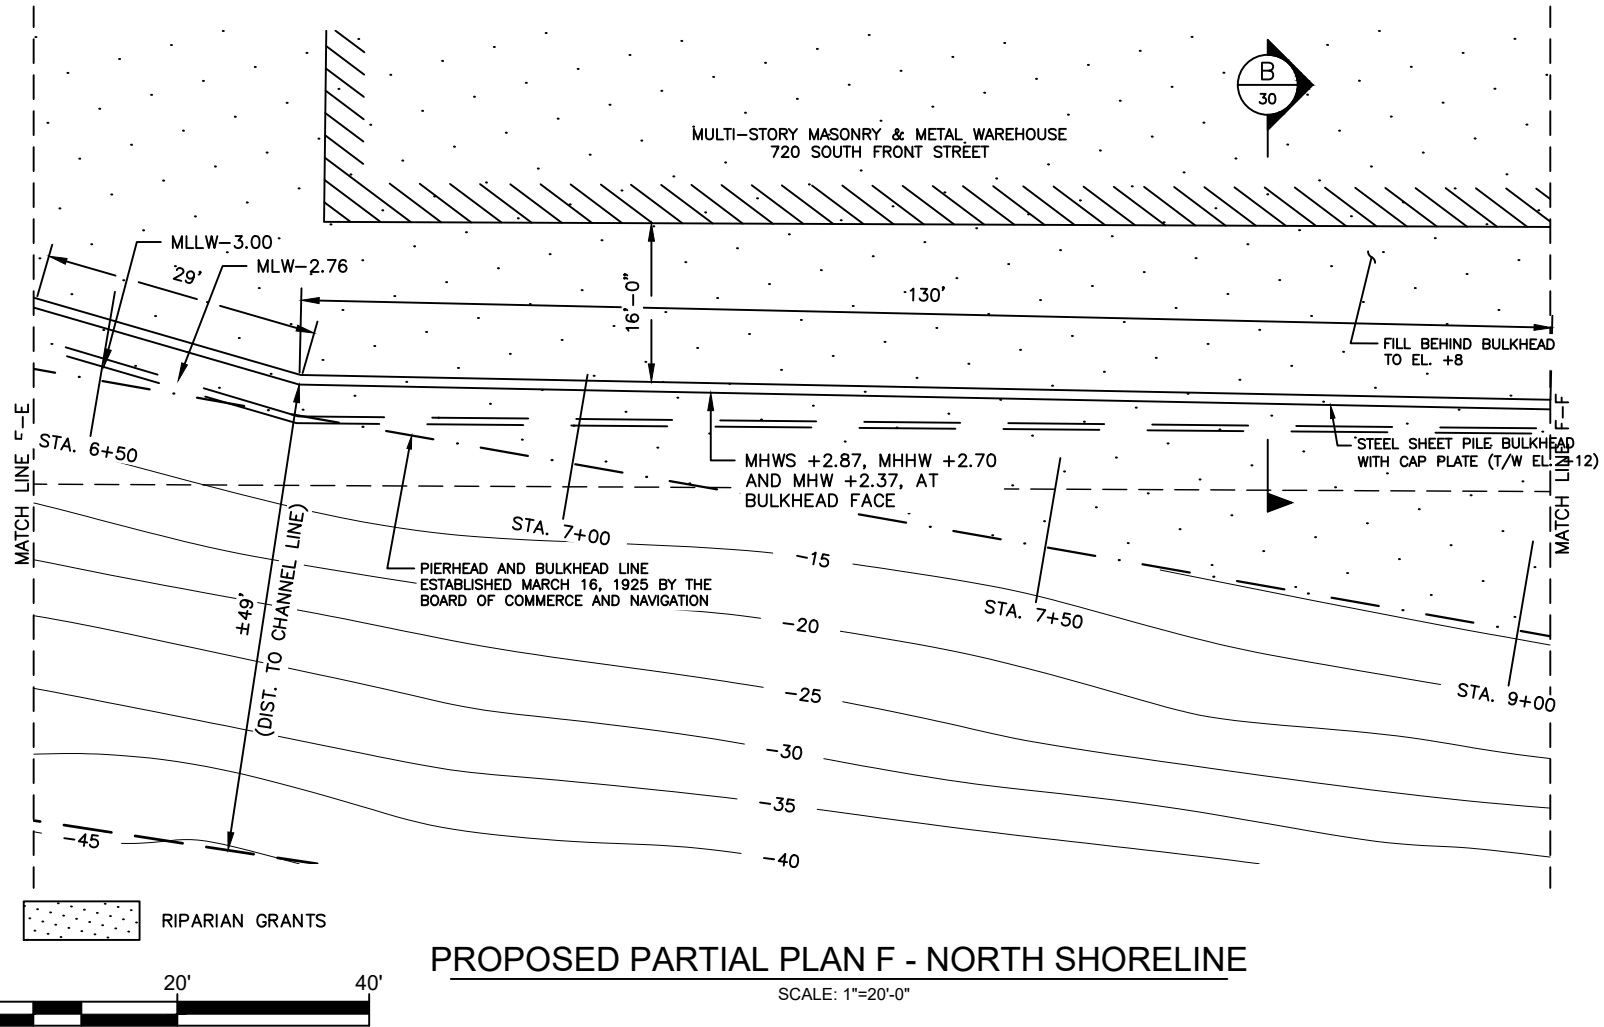 B
30
MULTI-STORY MASONRY & METAL WAREHOUSE
720 SOUTH FRONT STREET
MLLW-3.00
29'
MLW-2.76
16'-0"
130'
FILL BEHIND BULKHEAD
TO EL. +8
MATCH LINE E-E
STA. 6+50
STEEL SHEET PILE BULKHEAD
WITH CAP PLATE (T/W EL. +12)
MATCH LINE F-F
MHWS +2.87, MHHW +2.70
AND MHW +2.37, AT
BULKHEAD FACE
STA. 7+00
PIERHEAD AND BULKHEAD LINE
ESTABLISHED MARCH 16, 1925 BY THE
BOARD OF COMMERCE AND NAVIGATION
±49'
(DIST. TO CHANNEL LINE)
-15
STA. 7+50
-20
STA. 9+00
-25
-30
-35
-45
-40
RIPARIAN GRANTS
PROPOSED PARTIAL PLAN F - NORTH SHORELINE
SCALE: 1"=20'-0"
20'
40'